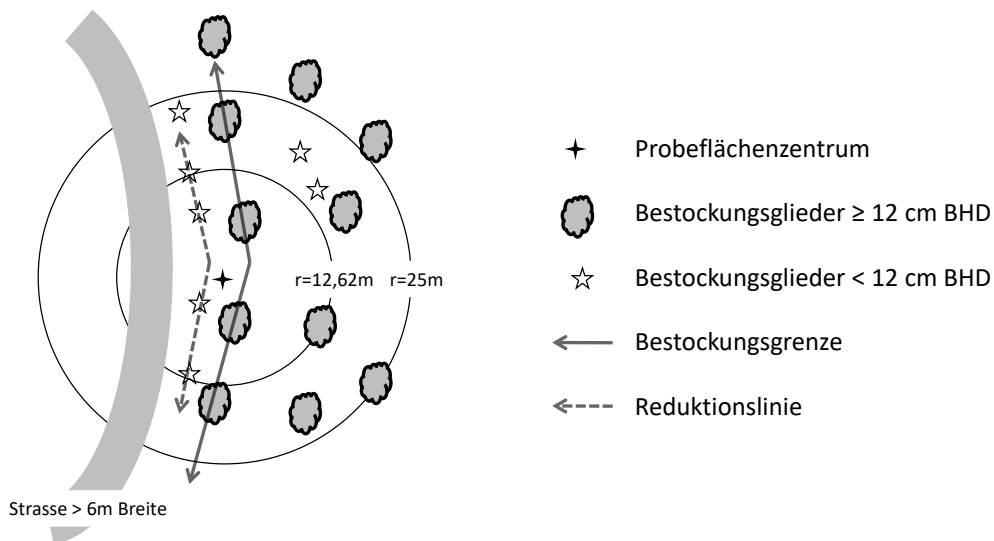 Probeflächenzentrum
Bestockungsglieder ≥ 12 cm BHD
r=12,62m r=25m
Bestockungsglieder < 12 cm BHD
Bestockungsgrenze
Reduktionslinie
Strasse > 6m Breite